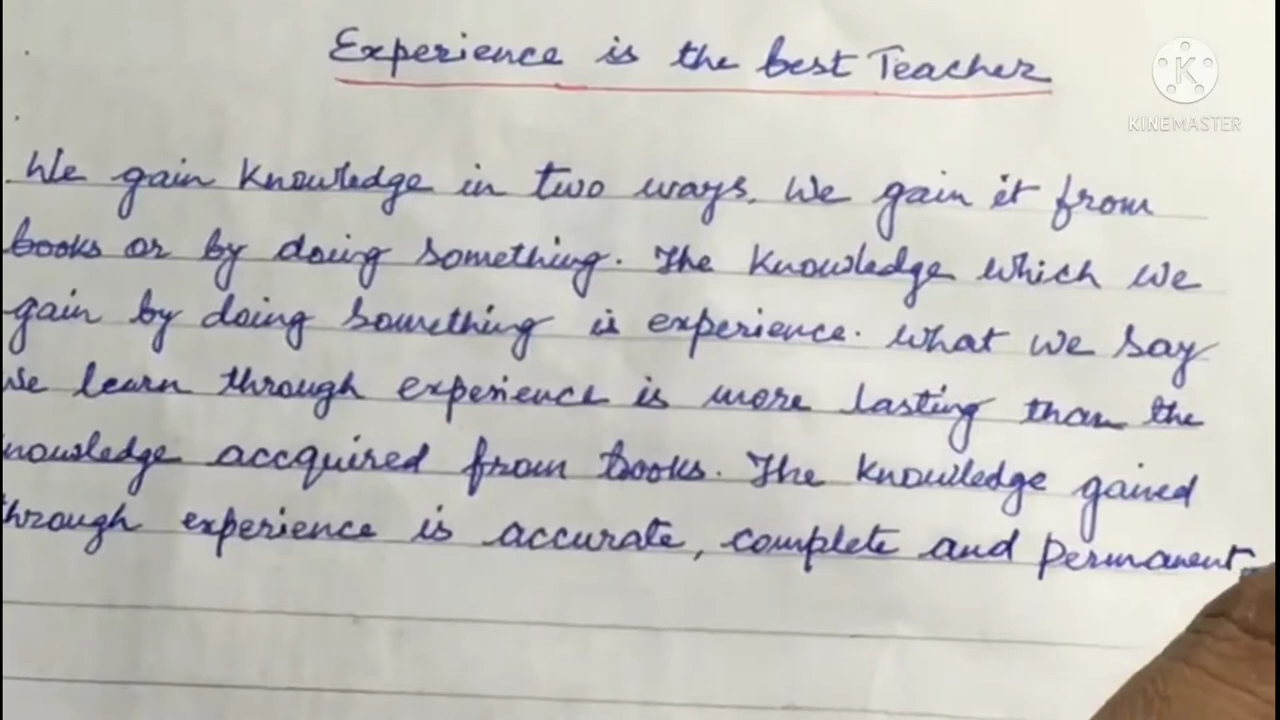 Experience is the best Teacher
KINEMASTER
We gain knowledge in two ways. We gain it from
books or by doing something. The knowledge which we
gain by doing something is experience. What we say
we learn through experience is more lasting than the
nowledge accquired from books. The knowledge gained
through experience is accurate, complete and permanent.